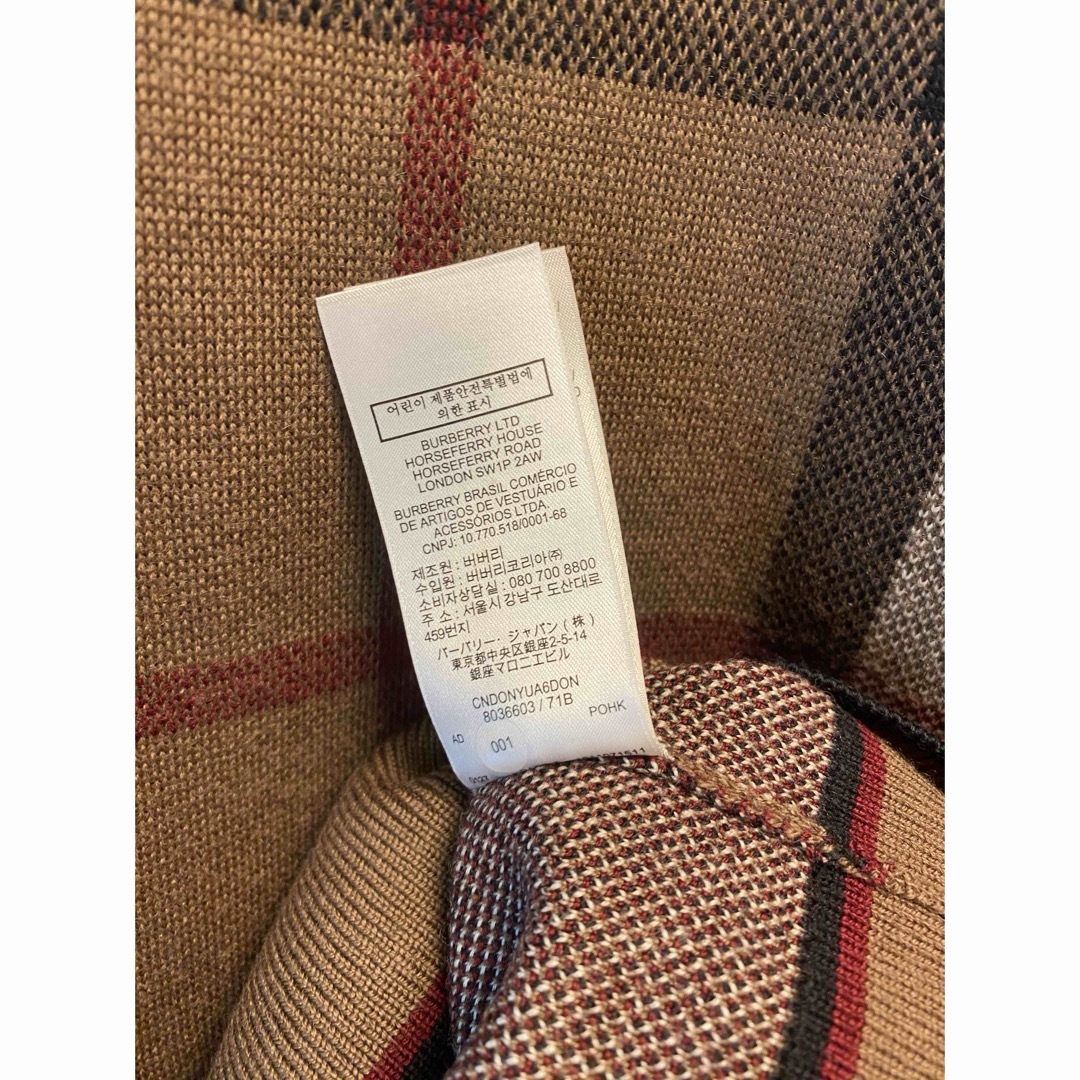 어린이 제품안전특별법에
의한 표시
BURBERRY LTD
HORSEFERRY HOUSE
HORSEFERRY ROAD
LONDON SW1P 2AW
BURBERRY BRASIL COMÉRCIO
DE ARTIGOS DE VESTUÁRIO E
ACESSÓRIOS LTDA.
CNPJ: 10.770.518/0001-68
제조원 : 버버리
수입원 : 버버리코리아㈜
소비자상담실 : 080 700 8800
주 소 : 서울시 강남구 도산대로
459번지
バーバリー・ジャパン(株)
東京都中央区銀座2-5-14
銀座マロニエビル
CNDONYUA6DON
8036603 / 71B
AD 001 POHK